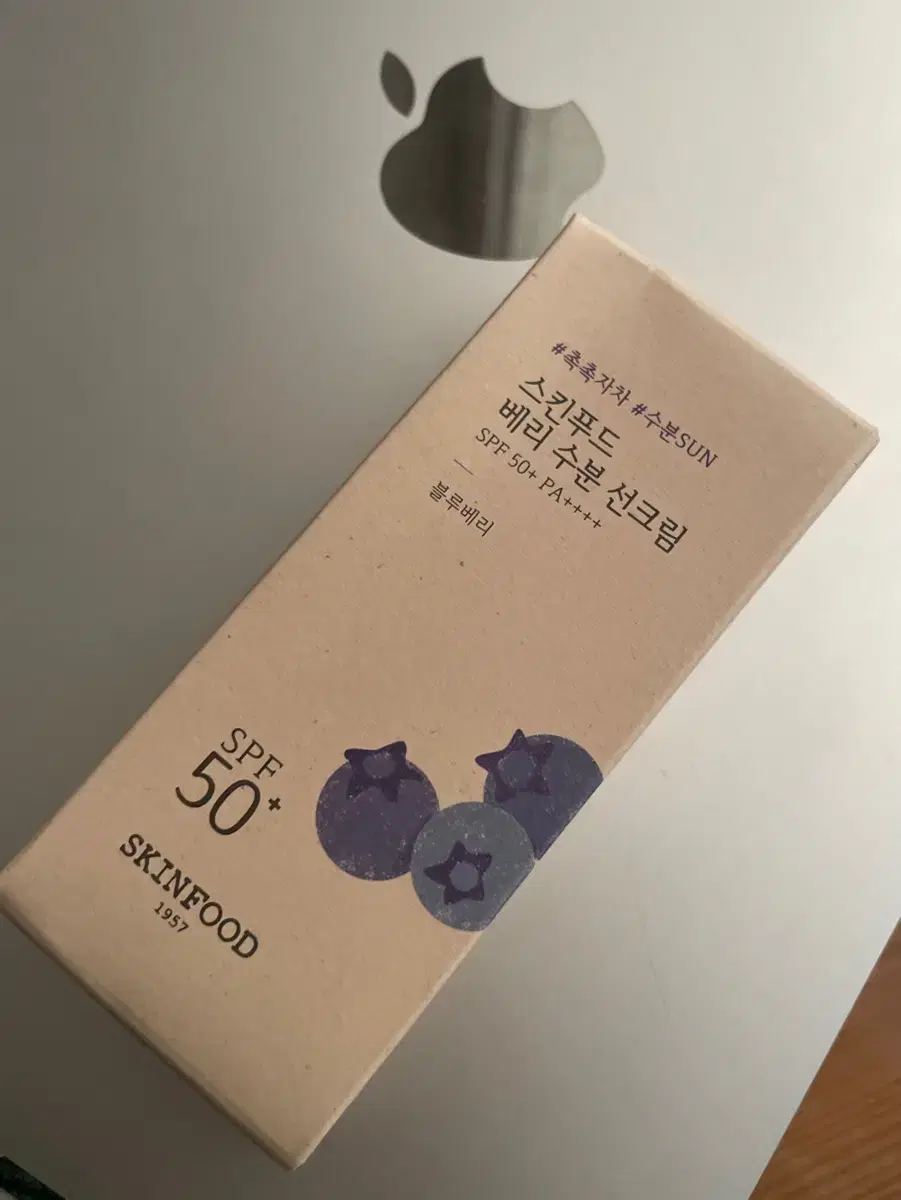 #촉촉자차 #수분SUN
스킨푸드
베리 수분 선크림
SPF 50+ PA++++
블루베리
SPF
50+
SKINFOOD
1957